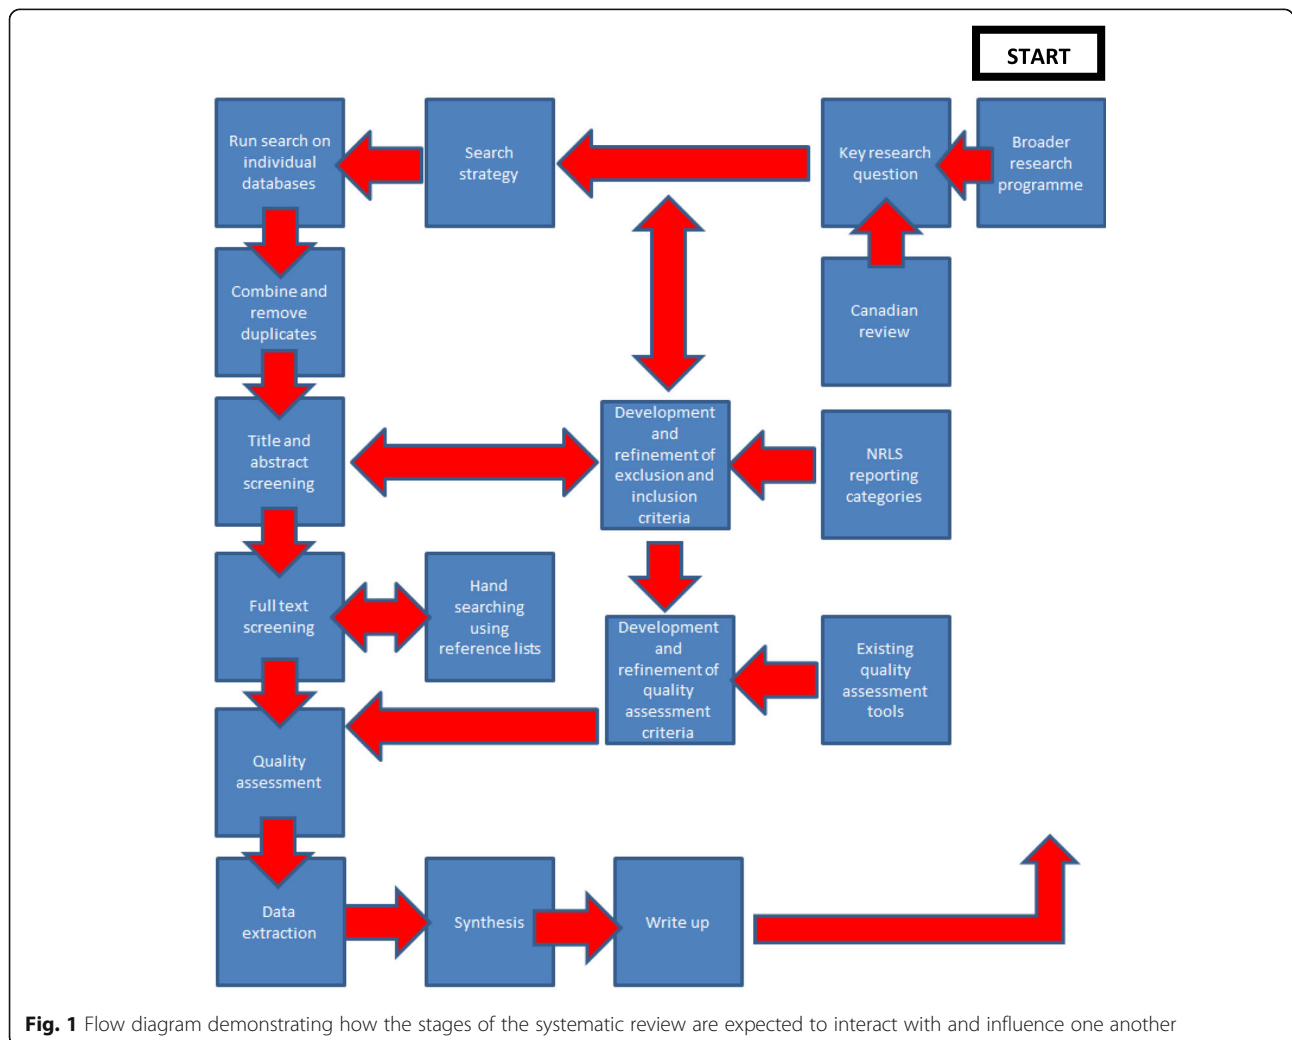 START
Run search on
individual
databases
Search
strategy
Key research
question
Broader
research
programme
Combine and
remove
duplicates
Canadian
review
Title and
abstract
screening
Development
and
refinement of
exclusion and
inclusion
criteria
NRLS
reporting
categories
Full text
screening
Hand
searching
using
reference lists
Development
and
refinement of
quality
assessment
criteria
Existing
quality
assessment
tools
Quality
assessment
Data
extraction
Synthesis
Write up
Fig. 1 Flow diagram demonstrating how the stages of the systematic review are expected to interact with and influence one another